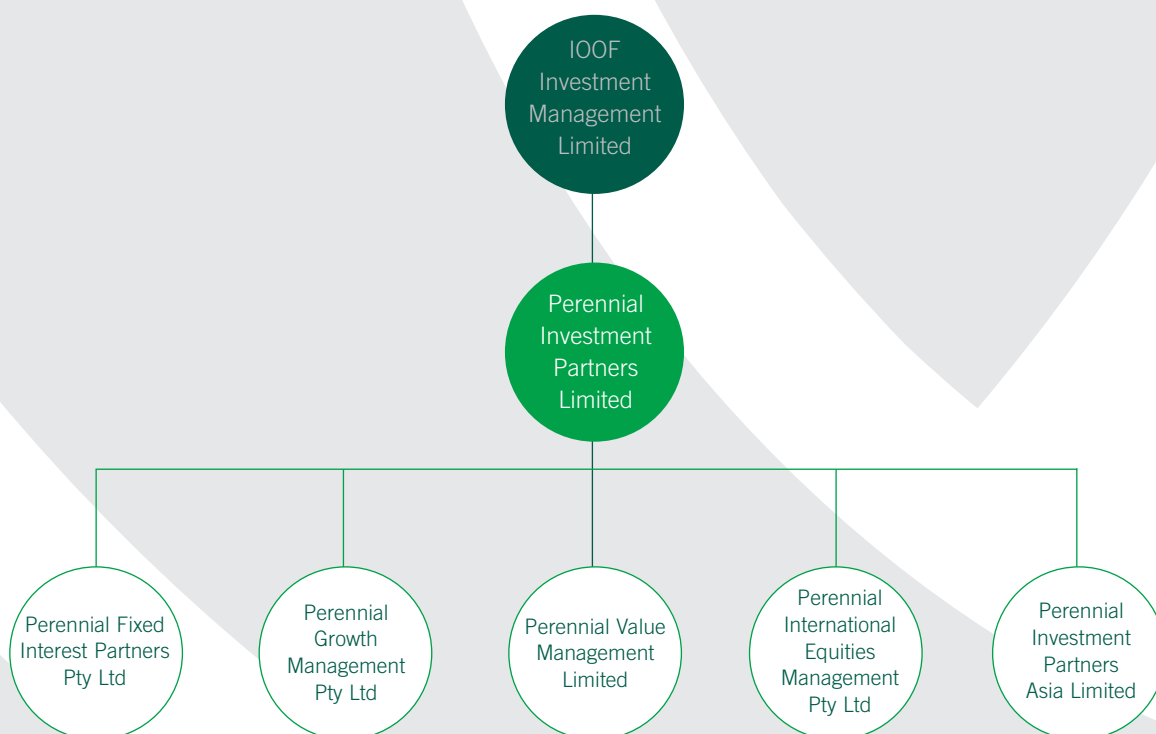 IOOF
Investment
Management
Limited
Perennial
Investment
Partners
Limited
Perennial Fixed
Interest Partners
Pty Ltd
Perennial
Growth
Management
Pty Ltd
Perennial Value
Management
Limited
Perennial
International
Equities
Management
Pty Ltd
Perennial
Investment
Partners
Asia Limited